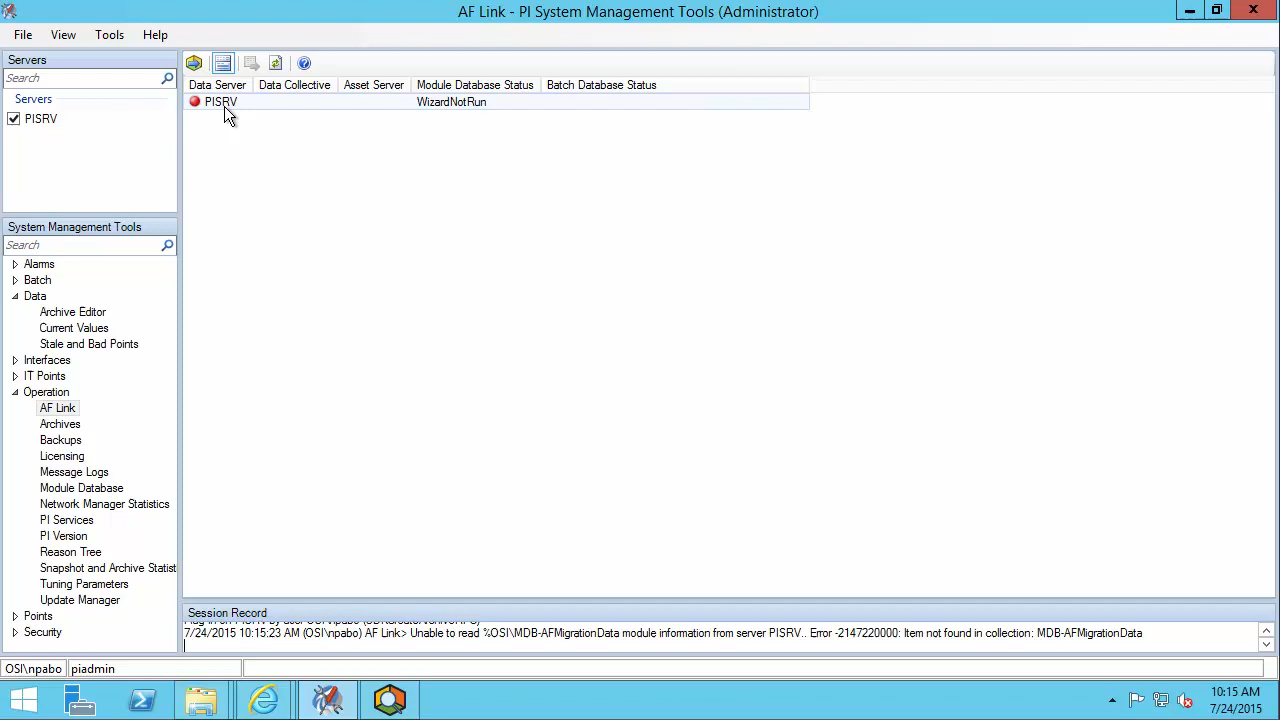 AF Link - PI System Management Tools (Administrator)
File View Tools Help
Servers
Search
Servers
PISRV
System Management Tools
Search
Alarms
Batch
Data
Archive Editor
Current Values
Stale and Bad Points
Interfaces
IT Points
Operation
AF Link
Archives
Backups
Licensing
Message Logs
Module Database
Network Manager Statistics
PI Services
PI Version
Reason Tree
Snapshot and Archive Statist
Tuning Parameters
Update Manager
Points
Security
Data Server Data Collective Asset Server Module Database Status Batch Database Status
PISRV WizardNotRun
Session Record
7/24/2015 10:15:23 AM (OSI\npabo) AF Link> Unable to read %OSI\MDB-AFMigrationData module information from server PISRV.. Error -2147220000: Item not found in collection: MDB-AFMigrationData
OSI\npabo piadmin
10:15 AM
7/24/2015